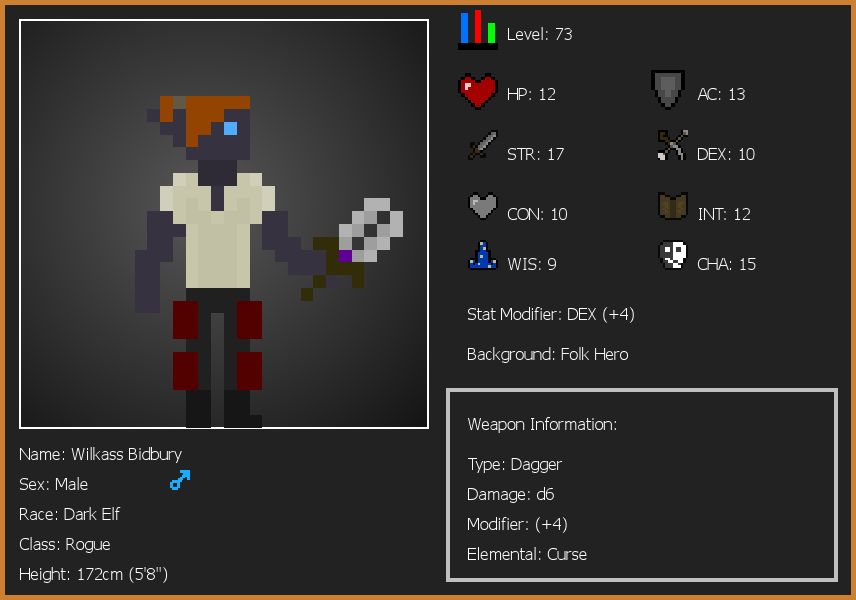 Level: 73
HP: 12
AC: 13
STR: 17
DEX: 10
CON: 10
INT: 12
WIS: 9
CHA: 15
Stat Modifier: DEX (+4)
Background: Folk Hero
Weapon Information:
Type: Dagger
Damage: d6
Modifier: (+4)
Elemental: Curse
Name: Wilkass Bidbury
Sex: Male
Race: Dark Elf
Class: Rogue
Height: 172cm (5'8")